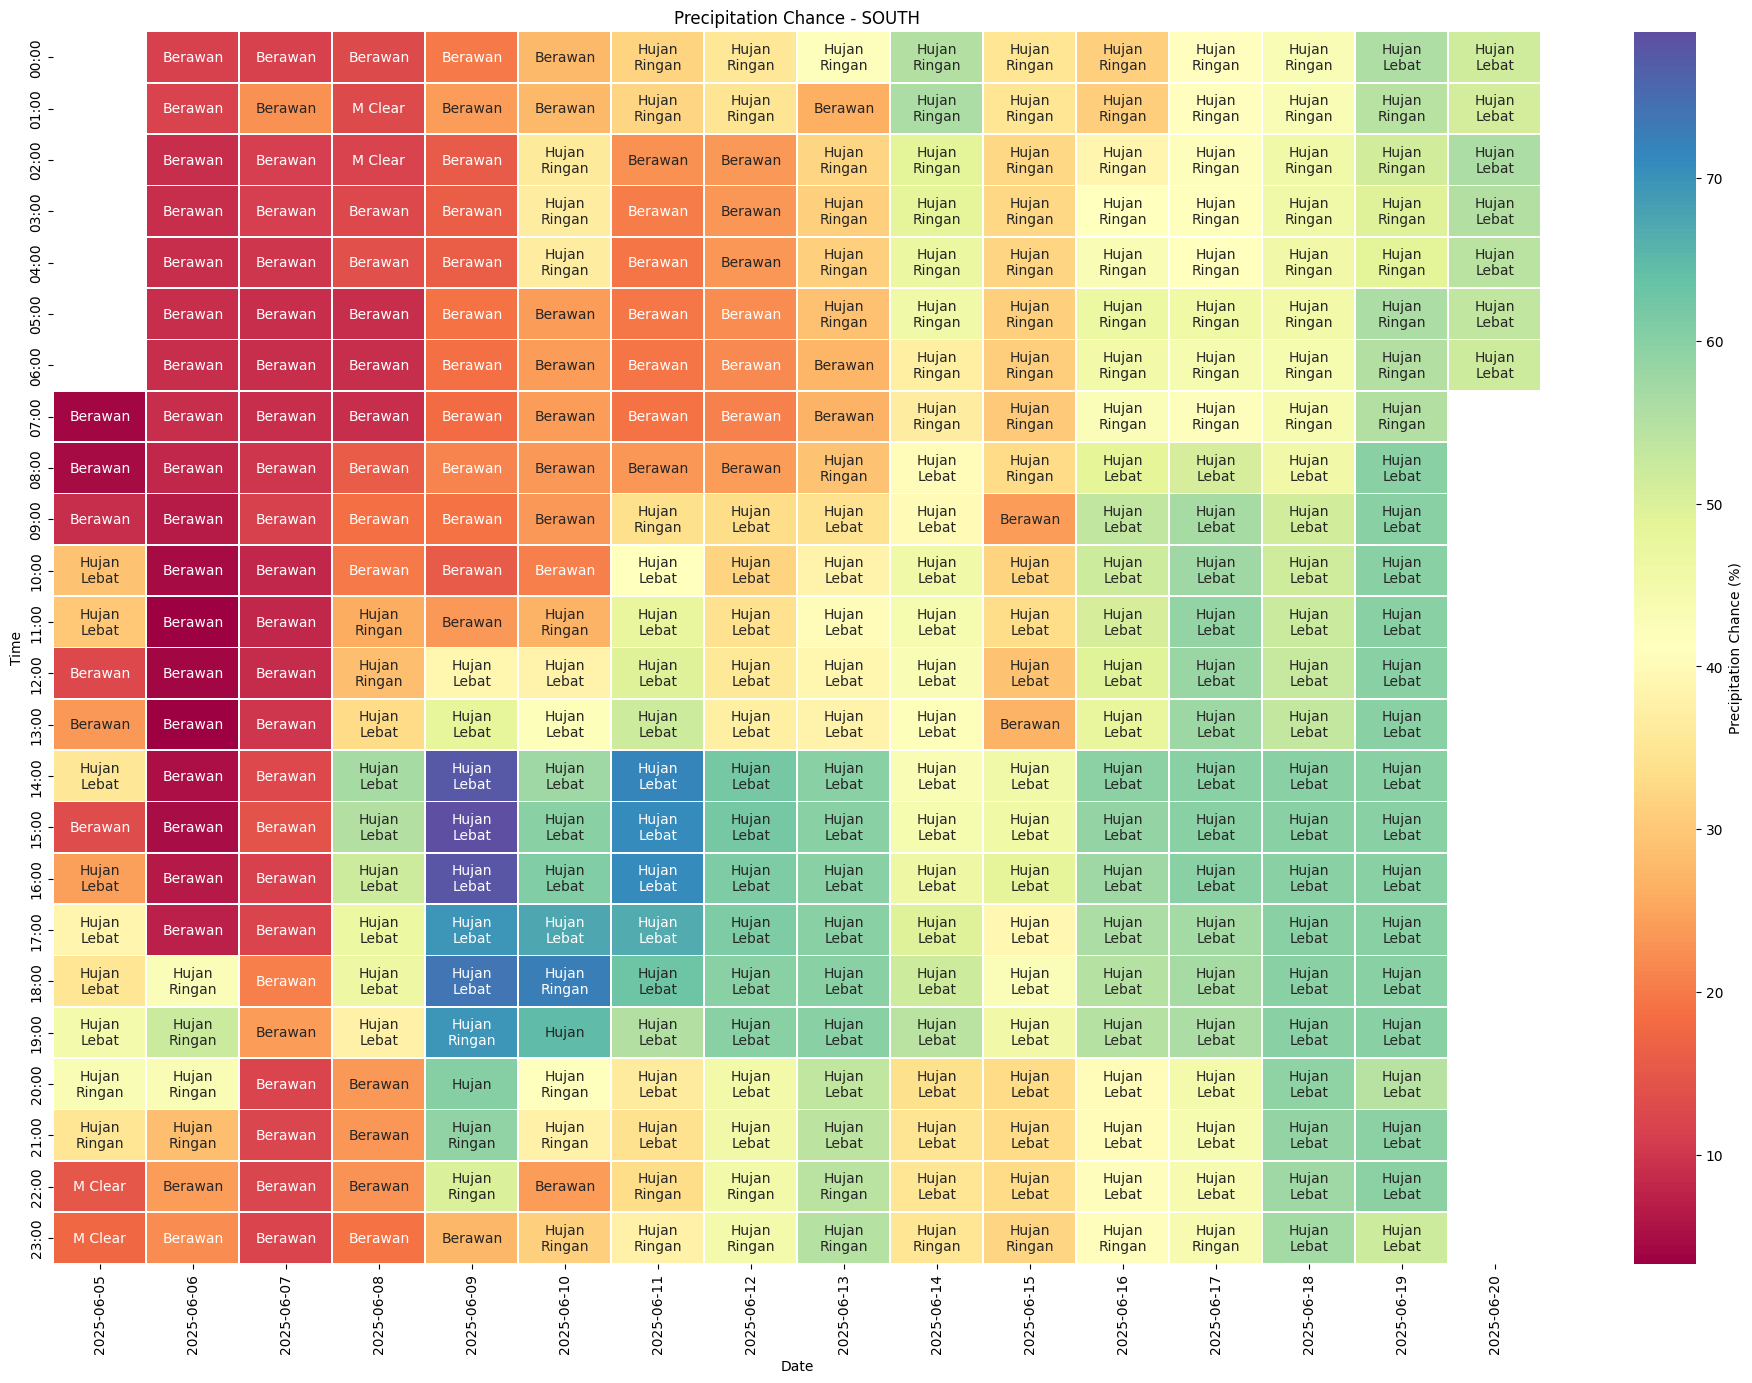 Precipitation Chance - SOUTH
00:00 Berawan Berawan Berawan Berawan Berawan Hujan Ringan Hujan Ringan Hujan Ringan Hujan Ringan Hujan Ringan Hujan Ringan Hujan Ringan Hujan Ringan Hujan Lebat Hujan Lebat
01:00 Berawan Berawan M Clear Berawan Berawan Hujan Ringan Hujan Ringan Berawan Hujan Ringan Hujan Ringan Hujan Ringan Hujan Ringan Hujan Ringan Hujan Ringan Hujan Lebat
02:00 Berawan Berawan M Clear Berawan Hujan Ringan Berawan Berawan Hujan Ringan Hujan Ringan Hujan Ringan Hujan Ringan Hujan Ringan Hujan Ringan Hujan Ringan Hujan Lebat
03:00 Berawan Berawan Berawan Berawan Hujan Ringan Berawan Berawan Hujan Ringan Hujan Ringan Hujan Ringan Hujan Ringan Hujan Ringan Hujan Ringan Hujan Ringan Hujan Lebat
04:00 Berawan Berawan Berawan Berawan Hujan Ringan Berawan Berawan Hujan Ringan Hujan Ringan Hujan Ringan Hujan Ringan Hujan Ringan Hujan Ringan Hujan Ringan Hujan Lebat
05:00 Berawan Berawan Berawan Berawan Berawan Berawan Berawan Hujan Ringan Hujan Ringan Hujan Ringan Hujan Ringan Hujan Ringan Hujan Ringan Hujan Ringan Hujan Lebat
06:00 Berawan Berawan Berawan Berawan Berawan Berawan Berawan Berawan Hujan Ringan Hujan Ringan Hujan Ringan Hujan Ringan Hujan Ringan Hujan Ringan Hujan Lebat
07:00 Berawan Berawan Berawan Berawan Berawan Berawan Berawan Berawan Berawan Hujan Ringan Hujan Ringan Hujan Ringan Hujan Ringan Hujan Ringan Hujan Ringan
08:00 Berawan Berawan Berawan Berawan Berawan Berawan Berawan Berawan Hujan Ringan Hujan Lebat Hujan Ringan Hujan Lebat Hujan Lebat Hujan Lebat Hujan Lebat
09:00 Berawan Berawan Berawan Berawan Berawan Berawan Hujan Ringan Hujan Lebat Hujan Lebat Hujan Lebat Berawan Hujan Lebat Hujan Lebat Hujan Lebat Hujan Lebat
10:00 Hujan Lebat Berawan Berawan Berawan Berawan Berawan Hujan Lebat Hujan Lebat Hujan Lebat Hujan Lebat Hujan Lebat Hujan Lebat Hujan Lebat Hujan Lebat Hujan Lebat
11:00 Hujan Lebat Berawan Berawan Hujan Ringan Berawan Hujan Ringan Hujan Lebat Hujan Lebat Hujan Lebat Hujan Lebat Hujan Lebat Hujan Lebat Hujan Lebat Hujan Lebat Hujan Lebat
12:00 Berawan Berawan Berawan Hujan Ringan Hujan Lebat Hujan Lebat Hujan Lebat Hujan Lebat Hujan Lebat Hujan Lebat Hujan Lebat Hujan Lebat Hujan Lebat Hujan Lebat Hujan Lebat
13:00 Berawan Berawan Berawan Hujan Lebat Hujan Lebat Hujan Lebat Hujan Lebat Hujan Lebat Hujan Lebat Hujan Lebat Berawan Hujan Lebat Hujan Lebat Hujan Lebat Hujan Lebat
14:00 Hujan Lebat Berawan Berawan Hujan Lebat Hujan Lebat Hujan Lebat Hujan Lebat Hujan Lebat Hujan Lebat Hujan Lebat Hujan Lebat Hujan Lebat Hujan Lebat Hujan Lebat Hujan Lebat
15:00 Berawan Berawan Berawan Hujan Lebat Hujan Lebat Hujan Lebat Hujan Lebat Hujan Lebat Hujan Lebat Hujan Lebat Hujan Lebat Hujan Lebat Hujan Lebat Hujan Lebat Hujan Lebat
16:00 Hujan Lebat Berawan Berawan Hujan Lebat Hujan Lebat Hujan Lebat Hujan Lebat Hujan Lebat Hujan Lebat Hujan Lebat Hujan Lebat Hujan Lebat Hujan Lebat Hujan Lebat Hujan Lebat
17:00 Hujan Lebat Berawan Berawan Hujan Lebat Hujan Lebat Hujan Lebat Hujan Lebat Hujan Lebat Hujan Lebat Hujan Lebat Hujan Lebat Hujan Lebat Hujan Lebat Hujan Lebat Hujan Lebat
18:00 Hujan Lebat Hujan Ringan Berawan Hujan Lebat Hujan Lebat Hujan Ringan Hujan Lebat Hujan Lebat Hujan Lebat Hujan Lebat Hujan Lebat Hujan Lebat Hujan Lebat Hujan Lebat Hujan Lebat
19:00 Hujan Lebat Hujan Ringan Berawan Hujan Lebat Hujan Ringan Hujan Hujan Lebat Hujan Lebat Hujan Lebat Hujan Lebat Hujan Lebat Hujan Lebat Hujan Lebat Hujan Lebat Hujan Lebat
20:00 Hujan Ringan Hujan Ringan Berawan Berawan Hujan Hujan Ringan Hujan Lebat Hujan Lebat Hujan Lebat Hujan Lebat Hujan Lebat Hujan Lebat Hujan Lebat Hujan Lebat Hujan Lebat
21:00 Hujan Ringan Hujan Ringan Berawan Berawan Hujan Ringan Hujan Ringan Hujan Lebat Hujan Lebat Hujan Lebat Hujan Lebat Hujan Lebat Hujan Lebat Hujan Lebat Hujan Lebat Hujan Lebat
22:00 M Clear Berawan Berawan Berawan Hujan Ringan Berawan Hujan Ringan Hujan Ringan Hujan Ringan Hujan Lebat Hujan Lebat Hujan Lebat Hujan Lebat Hujan Lebat Hujan Lebat
23:00 M Clear Berawan Berawan Berawan Berawan Hujan Ringan Hujan Ringan Hujan Ringan Hujan Ringan Hujan Ringan Hujan Ringan Hujan Ringan Hujan Ringan Hujan Lebat Hujan Lebat
Time
2025-06-05 2025-06-06 2025-06-07 2025-06-08 2025-06-09 2025-06-10 2025-06-11 2025-06-12 2025-06-13 2025-06-14 2025-06-15 2025-06-16 2025-06-17 2025-06-18 2025-06-19 2025-06-20
Date
70
60
50
40
30
20
10
Precipitation Chance (%)